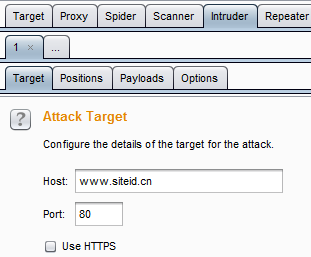 Target Proxy Spider Scanner Intruder Repeater
1 × ...
Target Positions Payloads Options
? Attack Target
Configure the details of the target for the attack.
Host: www.siteid.cn
Port: 80
Use HTTPS